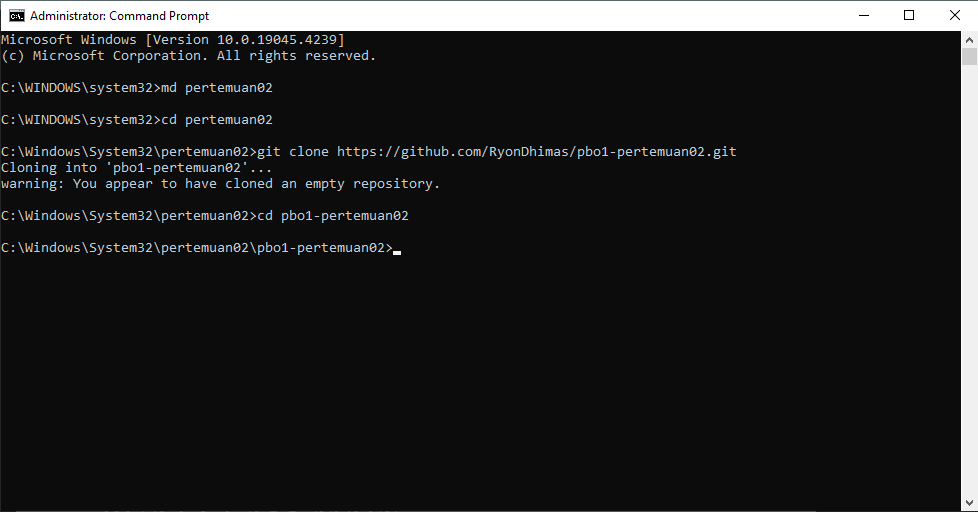 Administrator: Command Prompt
Microsoft Windows [Version 10.0.19045.4239]
(c) Microsoft Corporation. All rights reserved.
C:\WINDOWS\system32>md pertemuan02
C:\WINDOWS\system32>cd pertemuan02
C:\Windows\System32\pertemuan02>git clone https://github.com/RyonDhimas/pbo1-pertemuan02.git
Cloning into 'pbo1-pertemuan02'...
warning: You appear to have cloned an empty repository.
C:\Windows\System32\pertemuan02>cd pbo1-pertemuan02
C:\Windows\System32\pertemuan02\pbo1-pertemuan02>